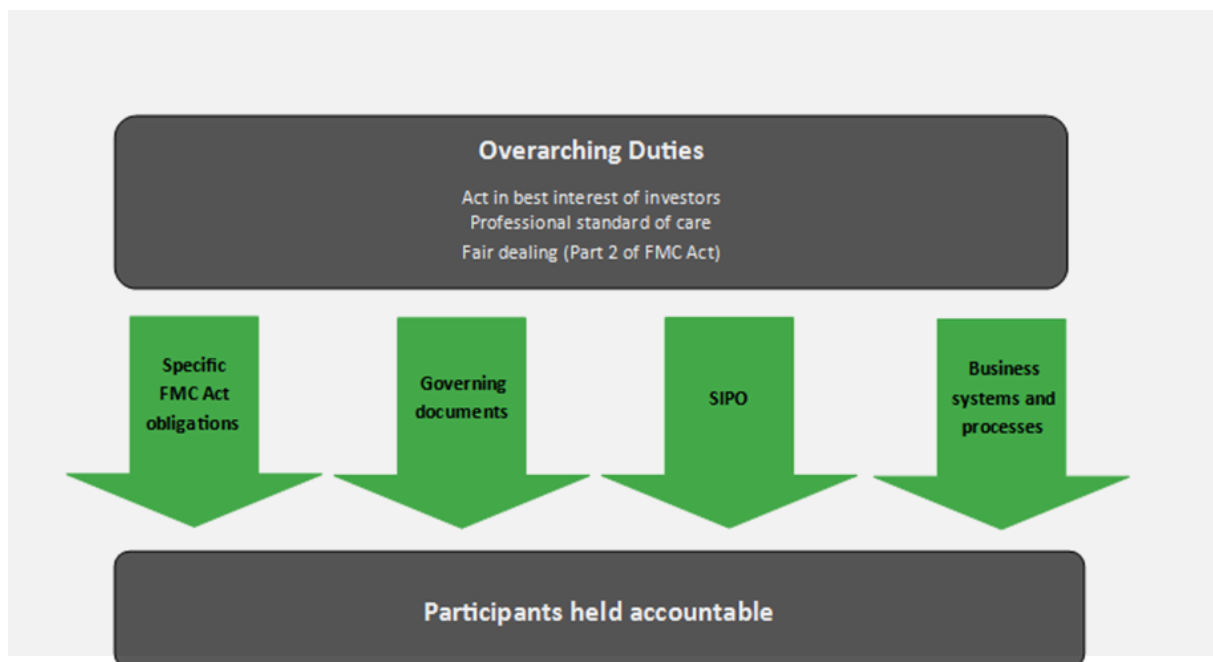 Overarching Duties
Act in best interest of investors
Professional standard of care
Fair dealing (Part 2 of FMC Act)
Specific
FMC Act
obligations
Governing
documents
SIPO
Business
systems and
processes
Participants held accountable